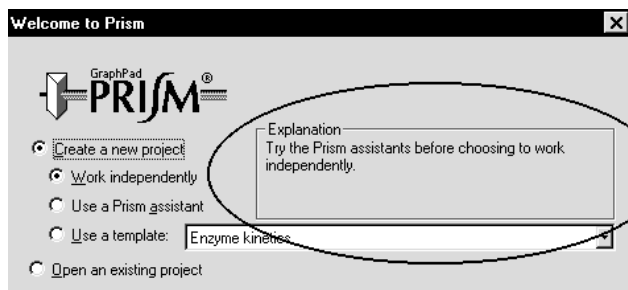 Welcome to Prism
GraphPad
PRISM®
Explanation
Create a new project
Try the Prism assistants before choosing to work
independently.
Work independently
Use a Prism assistant
Use a template: Enzyme kinetics
Open an existing project